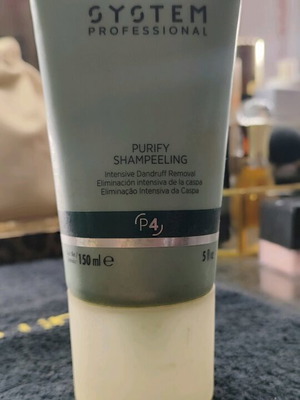 SYSTEM
PROFESSIONAL
PURIFY
SHAMPEELING
Intensive Dandruff Removal
Eliminación intensiva de la caspa
Eliminação Intensiva da Caspa
P4
150 ml e 5 fl